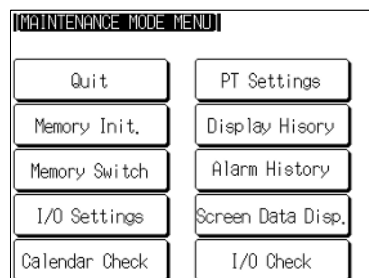 [MAINTENANCE MODE MENU]
Quit
PT Settings
Memory Init.
Display Hisory
Memory Switch
Alarm History
I/O Settings
Screen Data Disp.
Calendar Check
I/O Check